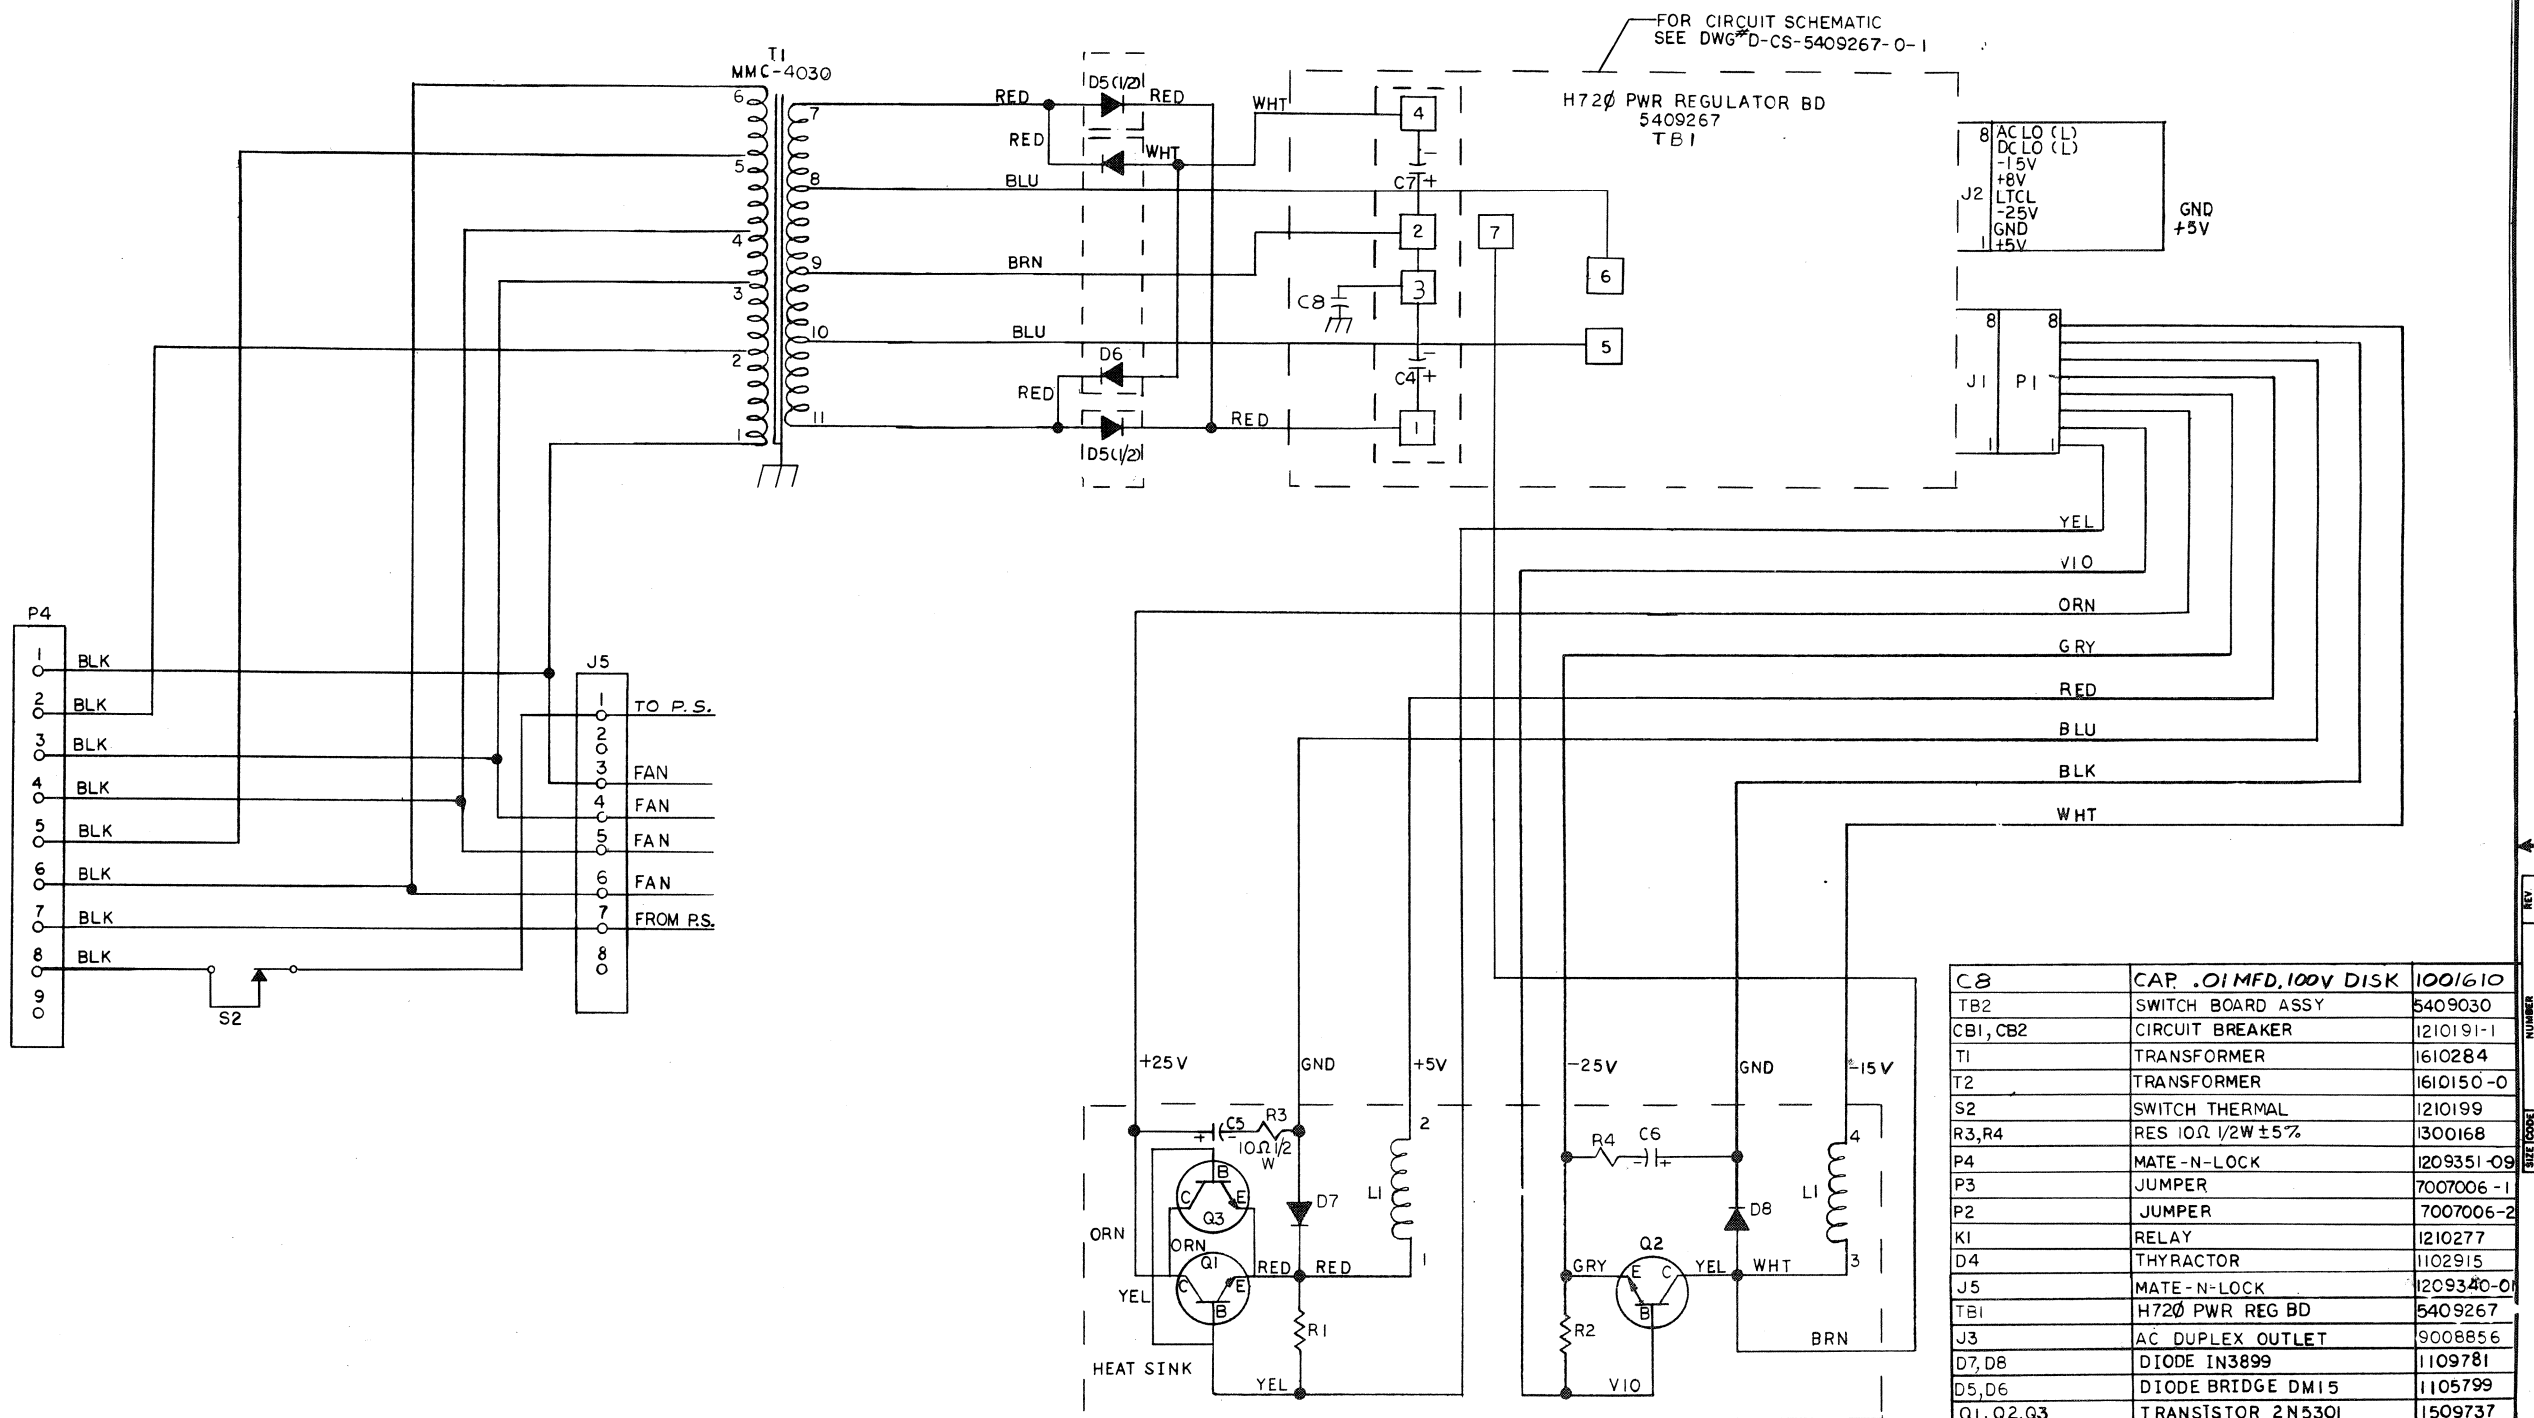 FOR CIRCUIT SCHEMATIC
SEE DWG#D-CS-5409267-0-1
T1
MMC-4030
6
5
4
3
2
1
7
8
9
10
11
RED
RED
BLU
BRN
BLU
RED
D5(1/2)
RED
WHT
D6
D5(1/2)
RED
WHT
H72Ø PWR REGULATOR BD
5409267
TB1
4
-
C7 +
2
3
C8
-
C4 +
1
7
6
5
J2
8
1
AC LO (L)
DC LO (L)
-15V
+8V
LTCL
-25V
GND
+5V
GND
+5V
8
J1
1
8
P1
1
YEL
VIO
ORN
GRY
RED
BLU
BLK
WHT
P4
1 BLK
2 BLK
3 BLK
4 BLK
5 BLK
6 BLK
7 BLK
8 BLK
9
S2
J5
1 TO P.S.
2
3 FAN
4 FAN
5 FAN
6 FAN
7 FROM P.S.
8
+25V
GND
+5V
-25V
GND
-15V
+ C5 -
R3
10Ω 1/2
W
B
C E
Q3
ORN
ORN
Q1
C E
B
YEL
RED
RED
D7
R1
L1
2
1
HEAT SINK
YEL
R4
C6
- +
D8
L1
4
3
Q2
GRY
E C
B
YEL
WHT
R2
VIO
BRN
C8 CAP. .01 MFD, 100V DISK 1001610
TB2 SWITCH BOARD ASSY 5409030
CB1, CB2 CIRCUIT BREAKER 1210191-1
T1 TRANSFORMER 1610284
T2 TRANSFORMER 1610150-0
S2 SWITCH THERMAL 1210199
R3,R4 RES 10Ω 1/2W ±5% 1300168
P4 MATE-N-LOCK 1209351-09
P3 JUMPER 7007006-1
P2 JUMPER 7007006-2
K1 RELAY 1210277
D4 THYRACTOR 1102915
J5 MATE-N-LOCK 1209340-01
TB1 H72Ø PWR REG BD 5409267
J3 AC DUPLEX OUTLET 9008856
D7, D8 DIODE IN3899 1109781
D5, D6 DIODE BRIDGE DM15 1105799
Q1, Q2, Q3 TRANSISTOR 2N5301 1509737
REV.
NUMBER
SIZE CODE